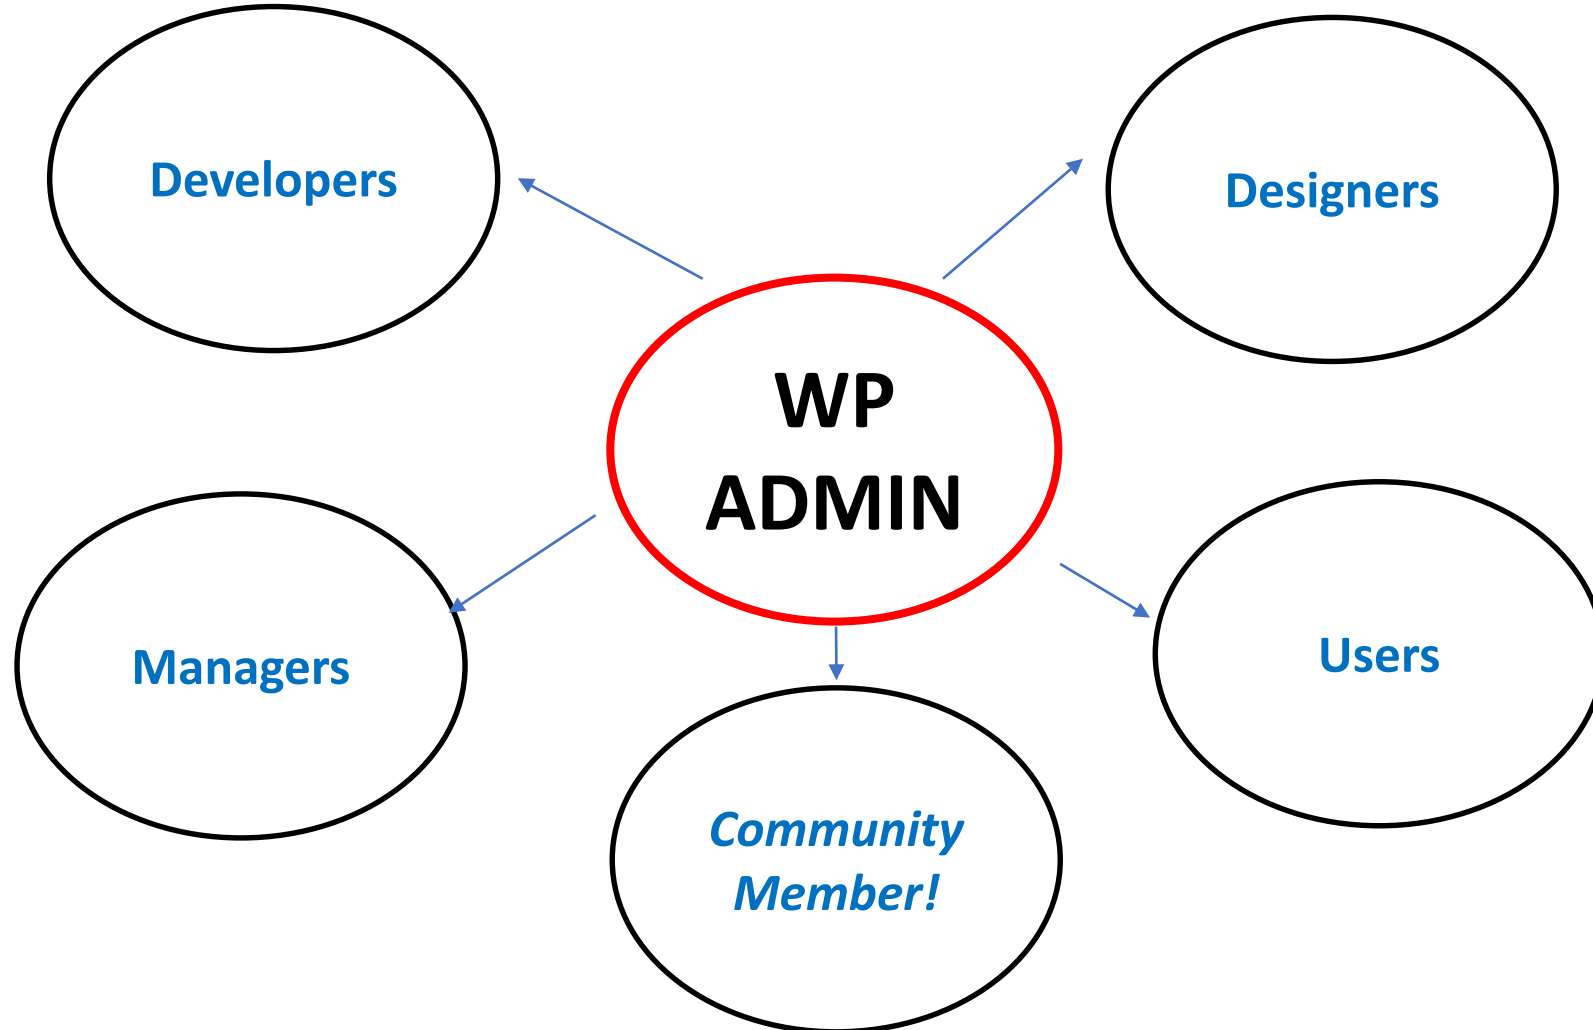 Developers
Designers
WP
ADMIN
Managers
Users
Community
Member!